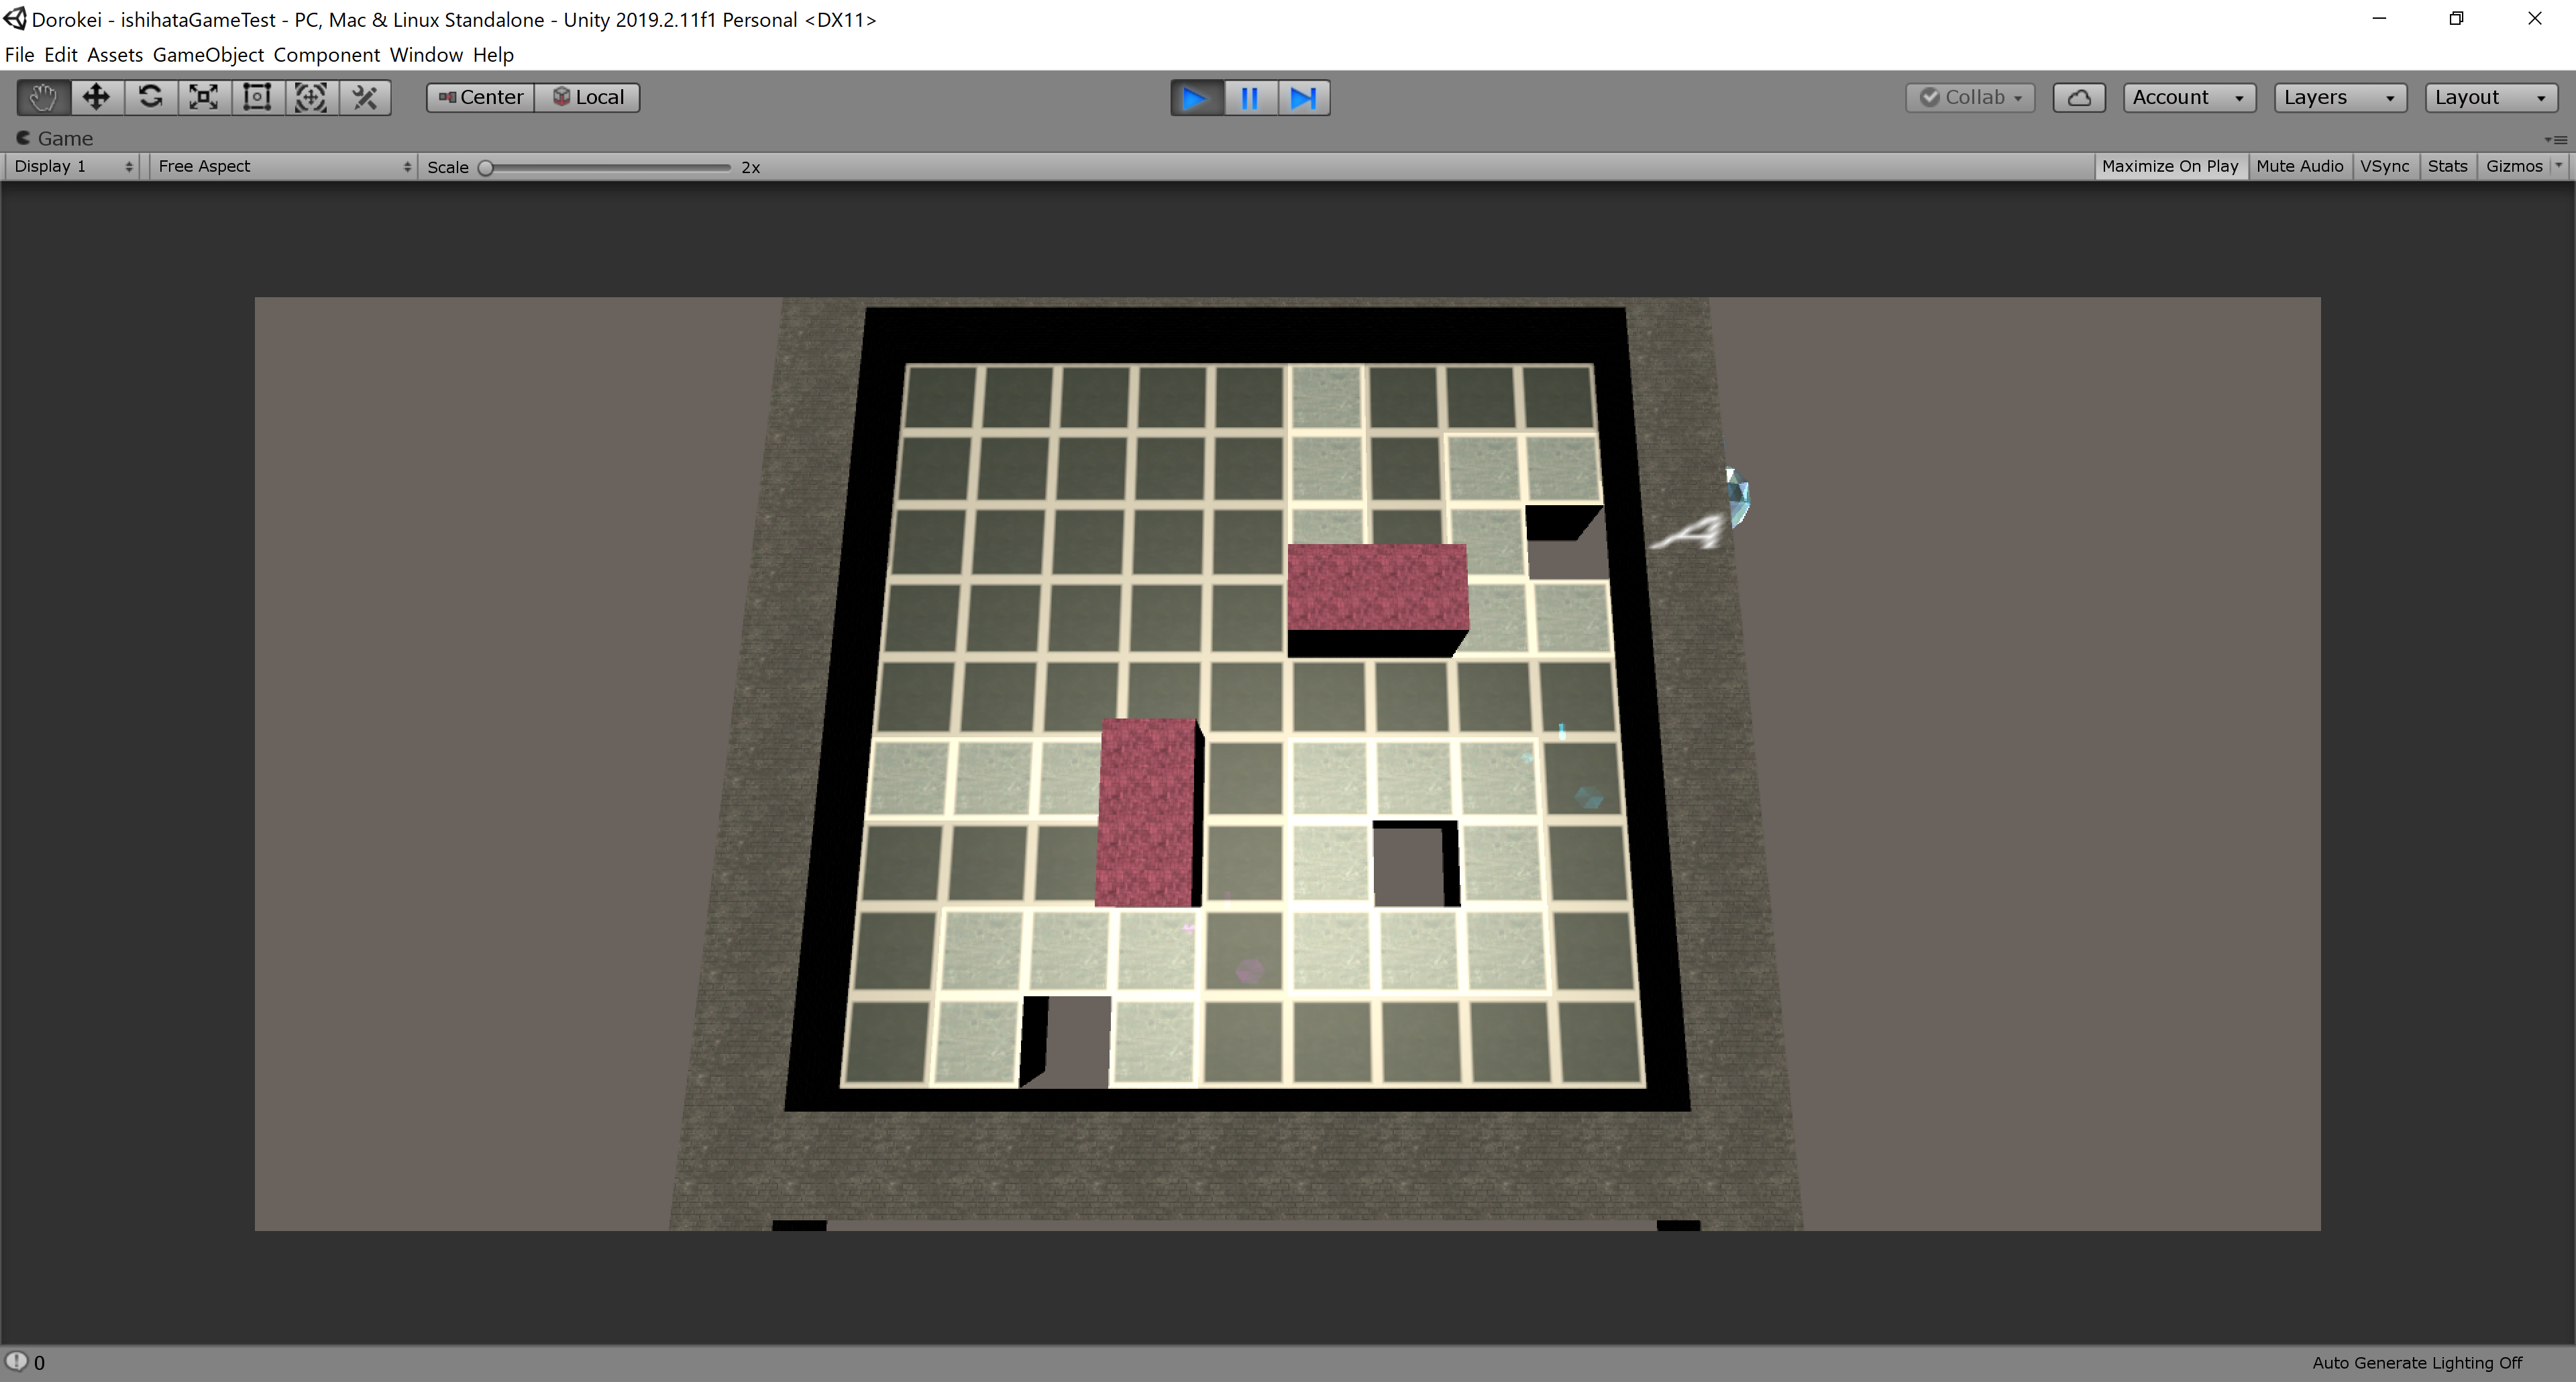 Dorokei - ishihataGameTest - PC, Mac & Linux Standalone - Unity 2019.2.11f1 Personal <DX11>
File Edit Assets GameObject Component Window Help
Center Local Collab Account Layers Layout
Game
Display 1 Free Aspect Scale 2x Maximize On Play Mute Audio VSync Stats Gizmos
A
0 Auto Generate Lighting Off